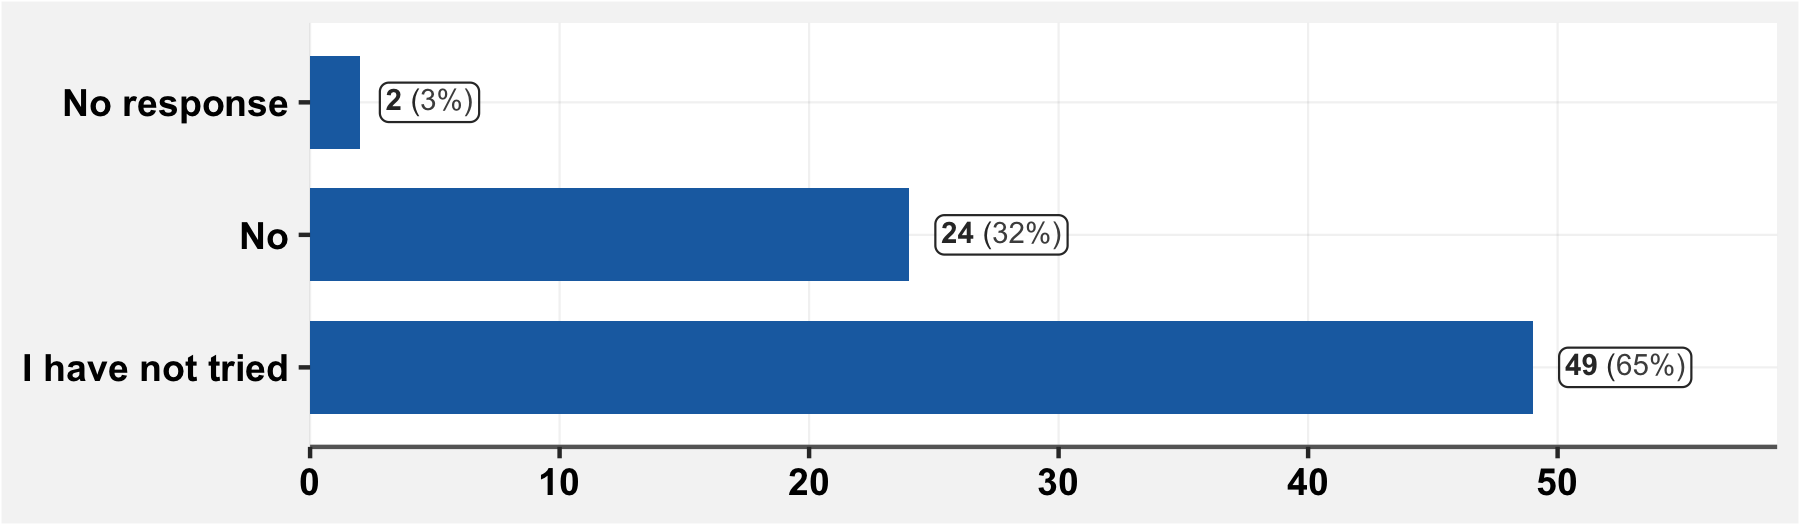 No response
2 (3%)
No
24 (32%)
I have not tried
49 (65%)
0 10 20 30 40 50